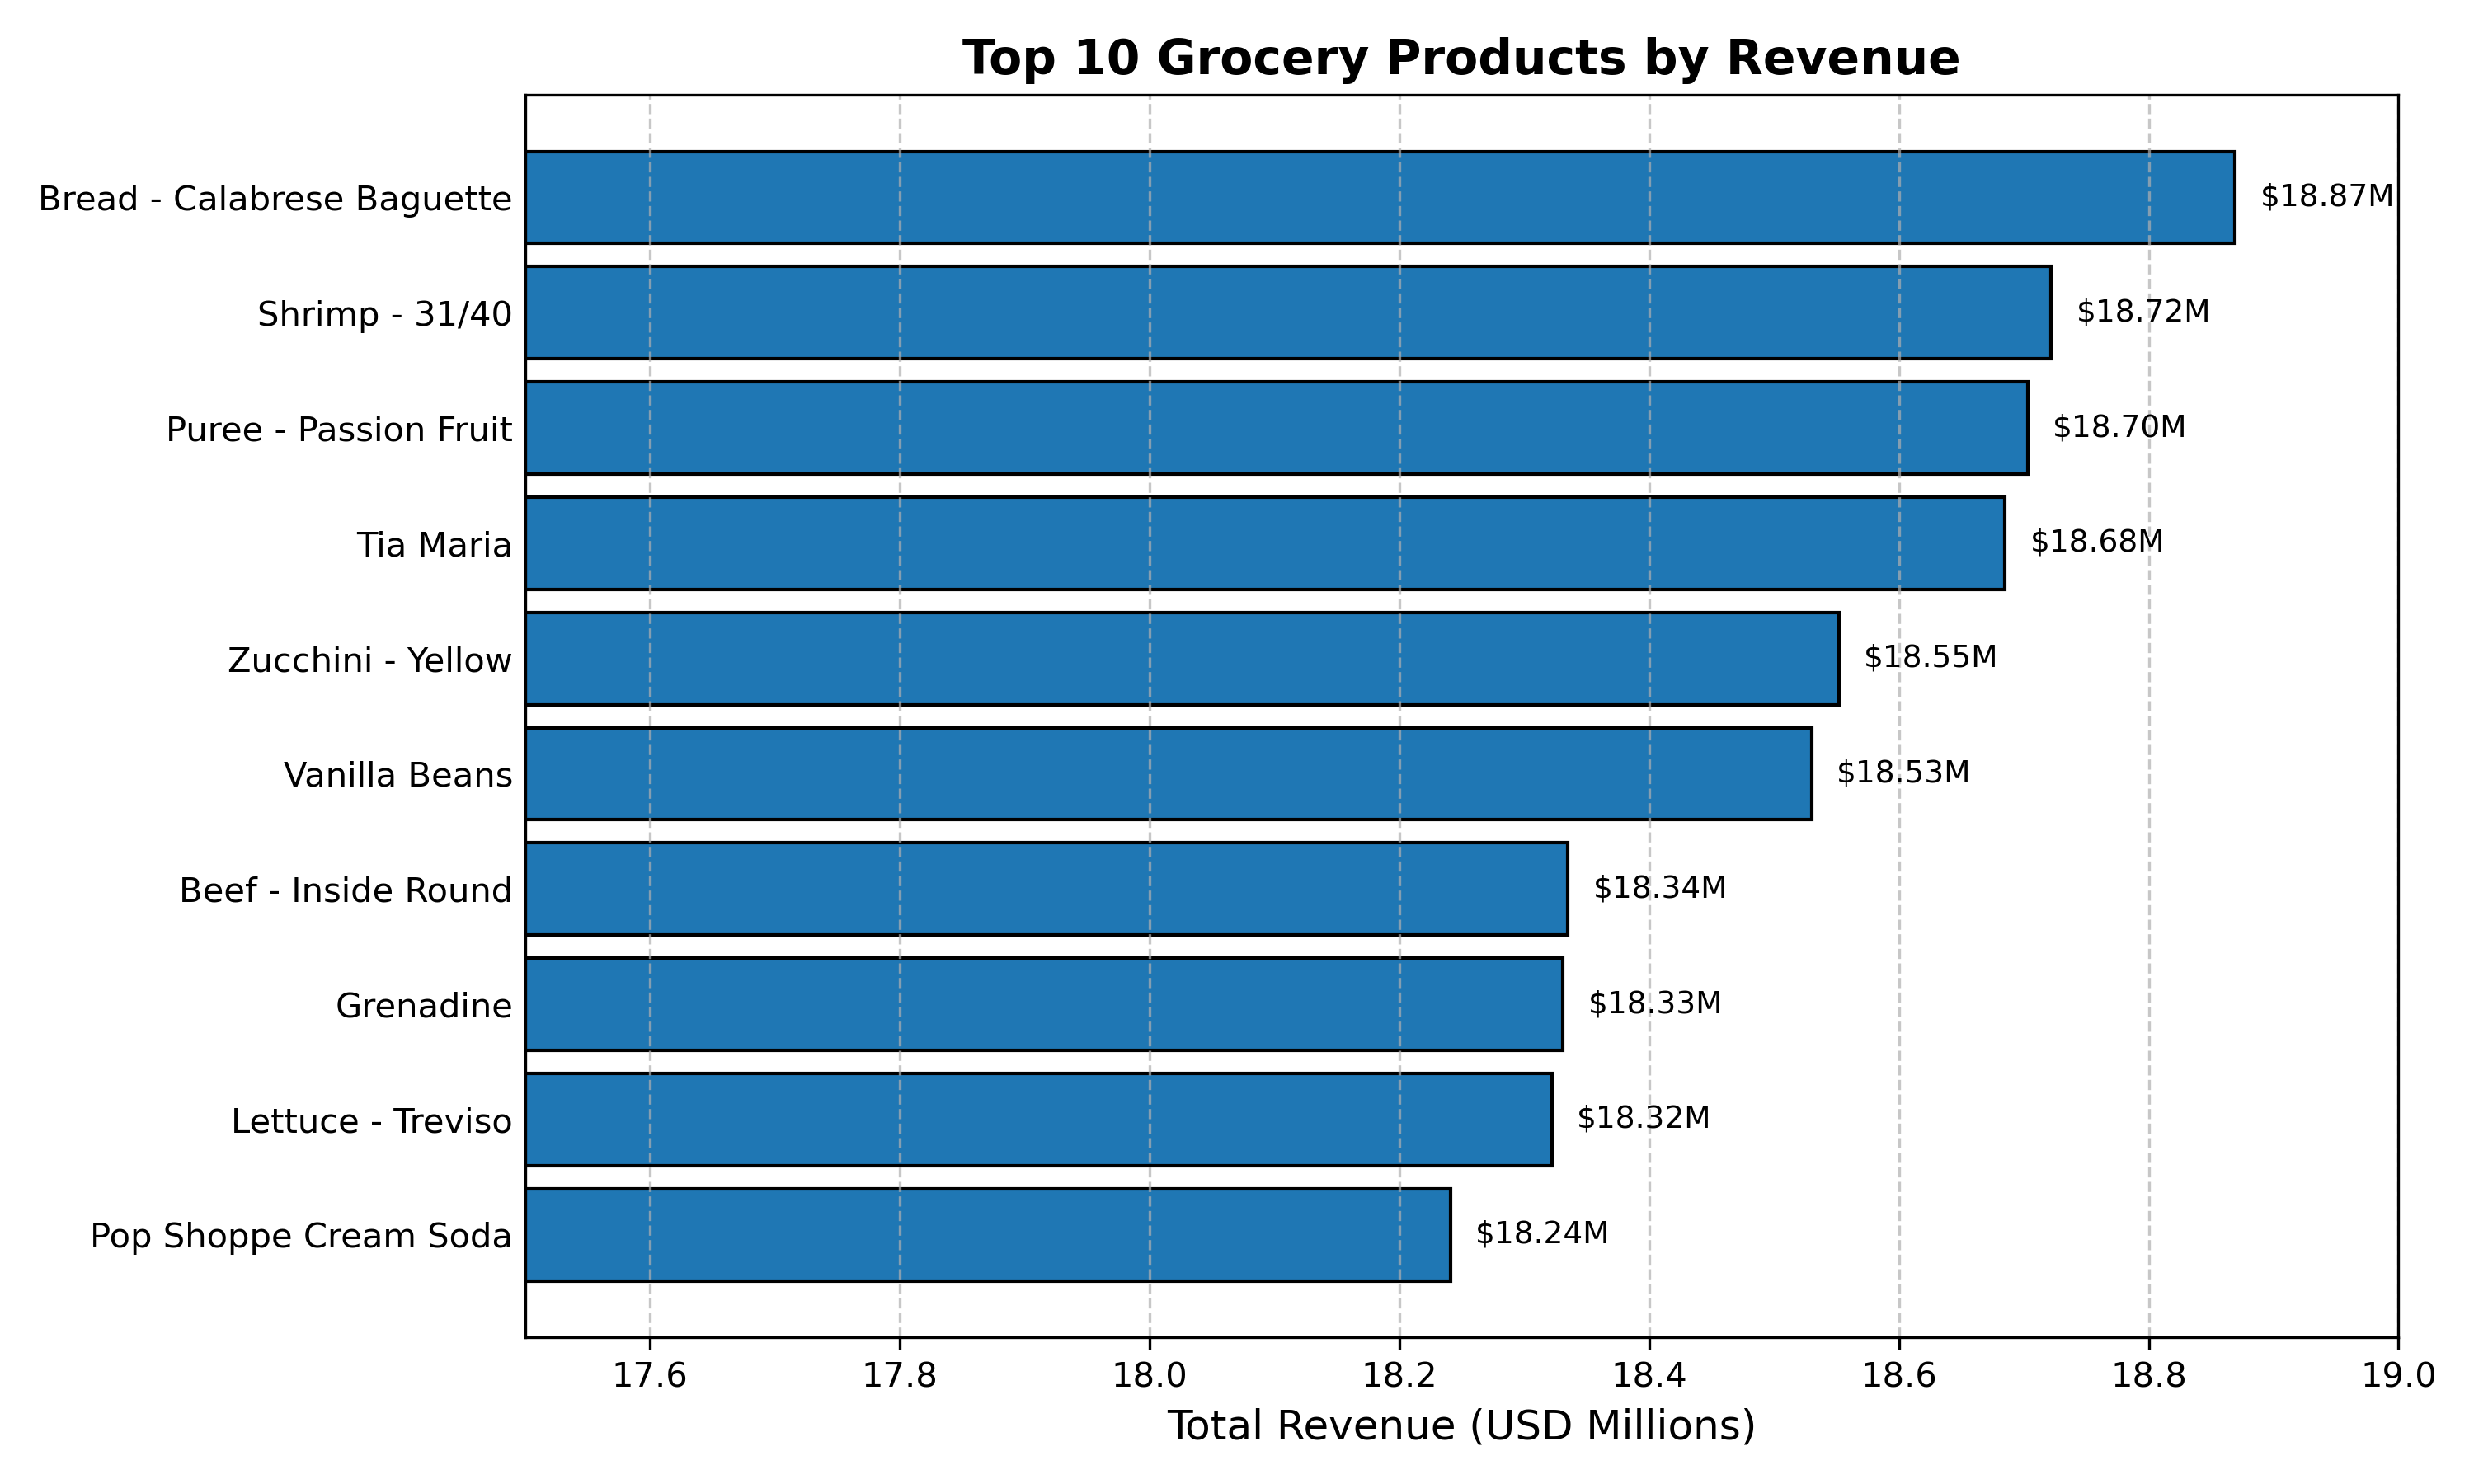 Top 10 Grocery Products by Revenue
Bread - Calabrese Baguette $18.87M
Shrimp - 31/40 $18.72M
Puree - Passion Fruit $18.70M
Tia Maria $18.68M
Zucchini - Yellow $18.55M
Vanilla Beans $18.53M
Beef - Inside Round $18.34M
Grenadine $18.33M
Lettuce - Treviso $18.32M
Pop Shoppe Cream Soda $18.24M
17.6 17.8 18.0 18.2 18.4 18.6 18.8 19.0
Total Revenue (USD Millions)